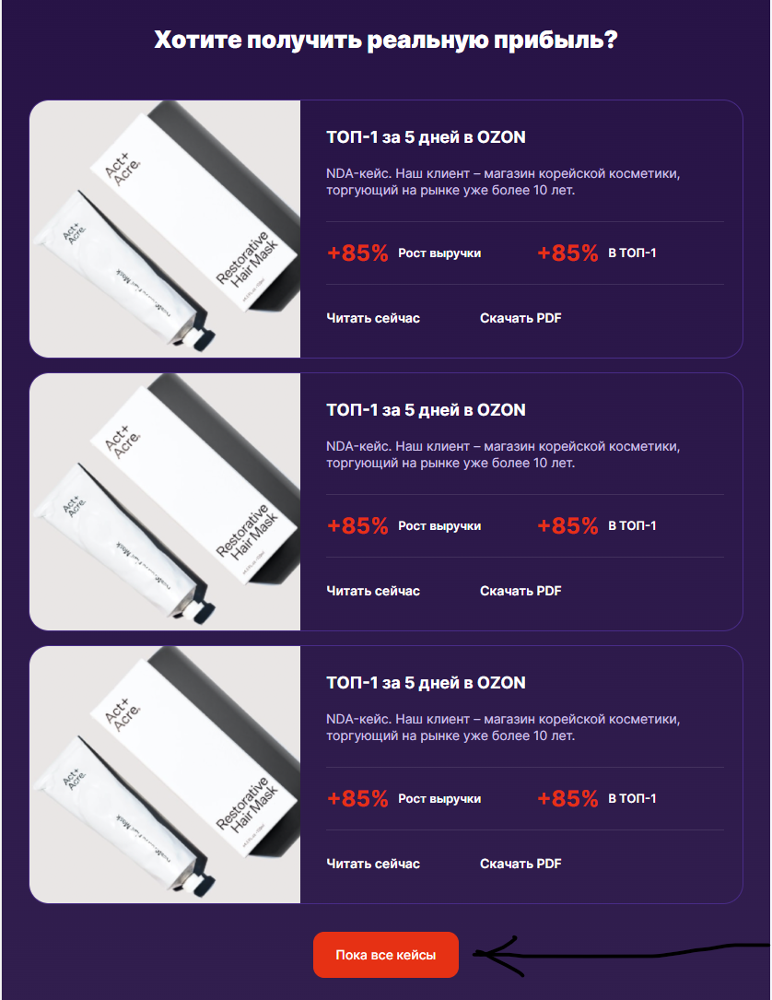 Хотите получить реальную прибыль?
Act+
Acre.
Restorative
Hair Mask
Act+
Acre.
ТОП-1 за 5 дней в OZON
NDA-кейс. Наш клиент – магазин корейской косметики,
торгующий на рынке уже более 10 лет.
+85% Рост выручки +85% В ТОП-1
Читать сейчас Скачать PDF
Act+
Acre.
Restorative
Hair Mask
Act+
Acre.
ТОП-1 за 5 дней в OZON
NDA-кейс. Наш клиент – магазин корейской косметики,
торгующий на рынке уже более 10 лет.
+85% Рост выручки +85% В ТОП-1
Читать сейчас Скачать PDF
Act+
Acre.
Restorative
Hair Mask
Act+
Acre.
ТОП-1 за 5 дней в OZON
NDA-кейс. Наш клиент – магазин корейской косметики,
торгующий на рынке уже более 10 лет.
+85% Рост выручки +85% В ТОП-1
Читать сейчас Скачать PDF
Пока все кейсы